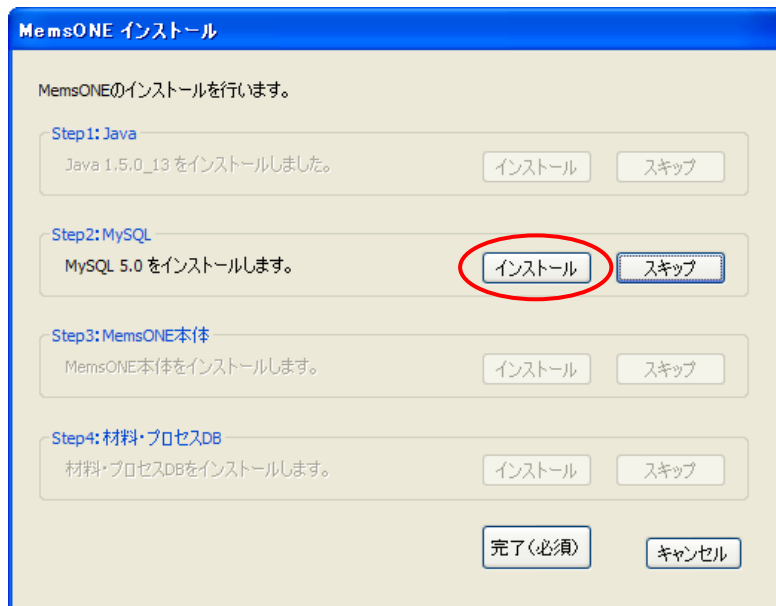 MemsONE インストール
MemsONEのインストールを行います。
Step1:Java
Java 1.5.0_13 をインストールしました。
インストール スキップ
Step2:MySQL
MySQL 5.0 をインストールします。
インストール スキップ
Step3:MemsONE本体
MemsONE本体をインストールします。
インストール スキップ
Step4:材料・プロセスDB
材料・プロセスDBをインストールします。
インストール スキップ
完了(必須) キャンセル